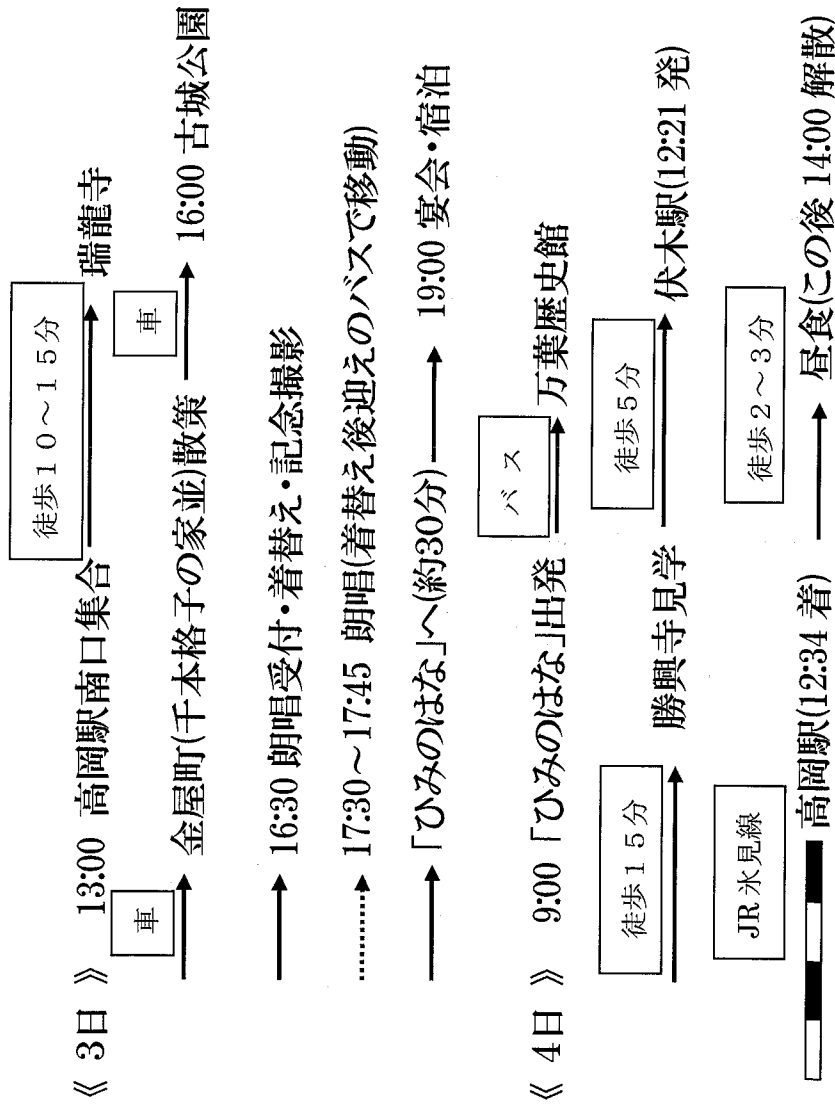 徒歩10〜15分
《 3日 》 13:00 高岡駅南口集合 瑞龍寺
車 車
金屋町(千本格子の家並)散策 16:00 古城公園
16:30 朗唱受付・着替え・記念撮影
17:30〜17:45 朗唱(着替え後迎えのバスで移動)
「ひみのはな」へ(約30分) 19:00 宴会・宿泊
バス
《 4日 》 9:00 「ひみのはな」出発 万葉歴史館
徒歩15分 徒歩5分
勝興寺見学 伏木駅(12:21 発)
JR氷見線 徒歩2〜3分
高岡駅(12:34 着) 昼食(この後 14:00 解散)